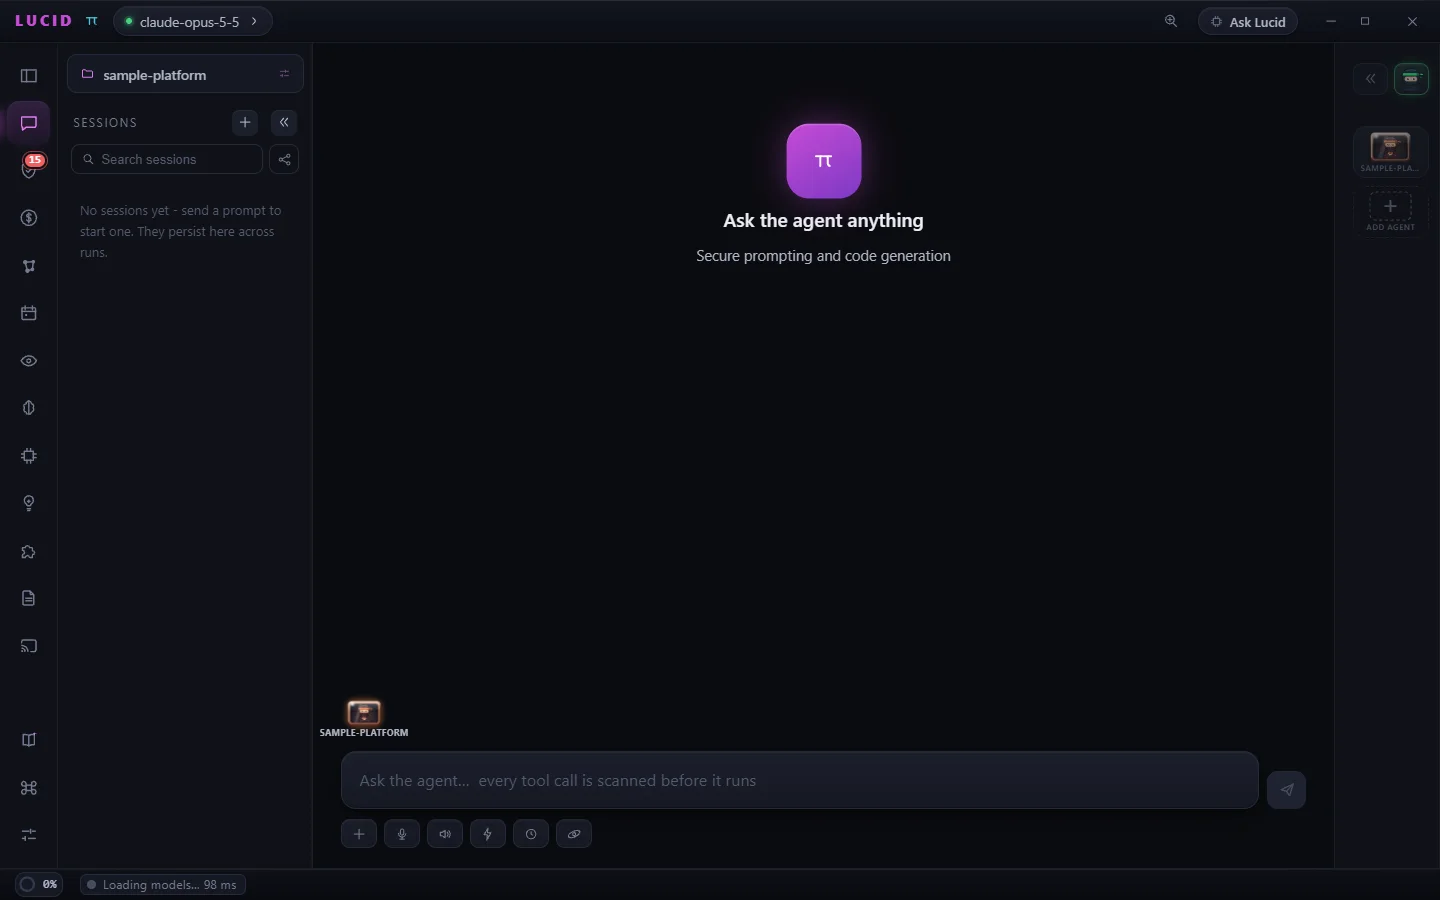 LUCID π
claude-opus-5-5
Ask Lucid
sample-platform
SESSIONS
Search sessions
15
No sessions yet - send a prompt to
start one. They persist here across
runs.
π
Ask the agent anything
Secure prompting and code generation
SAMPLE-PLA...
ADD AGENT
SAMPLE-PLATFORM
Ask the agent... every tool call is scanned before it runs
0%
Loading models... 98 ms